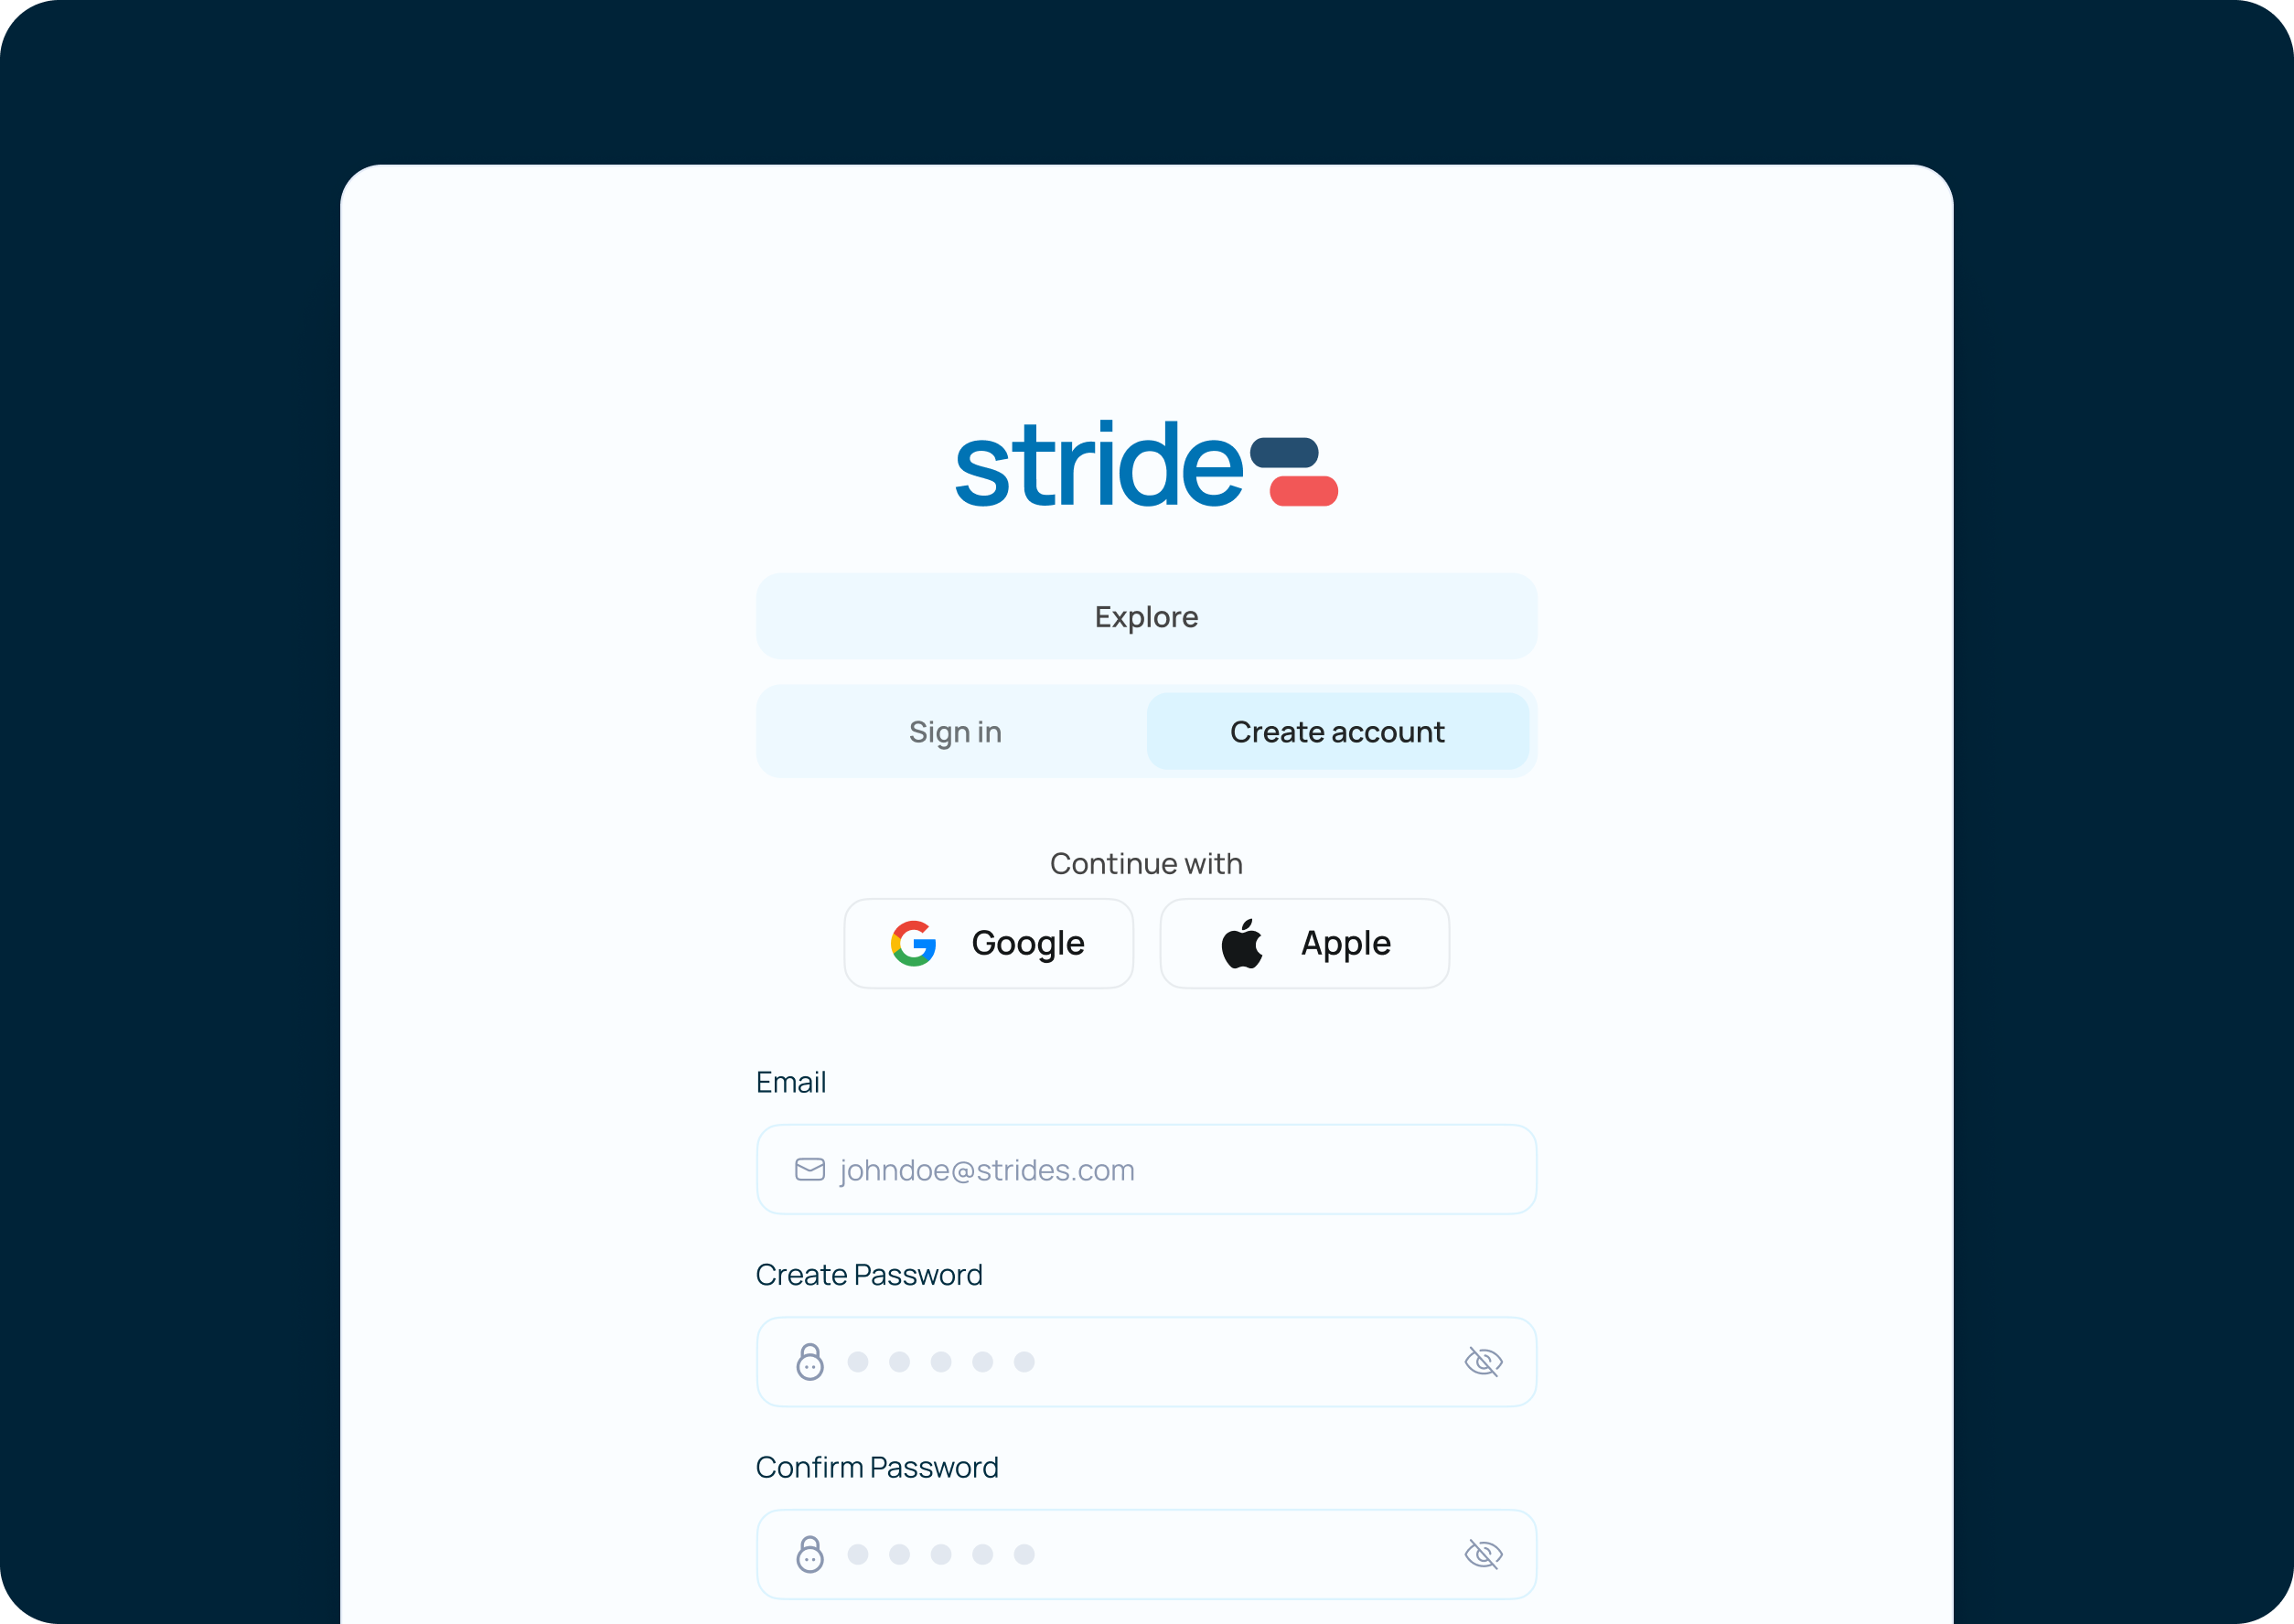 stride
Explore
Sign in
Create account
Continue with
Google
Apple
Email
johndoe@strides.com
Create Password
Confirm Password